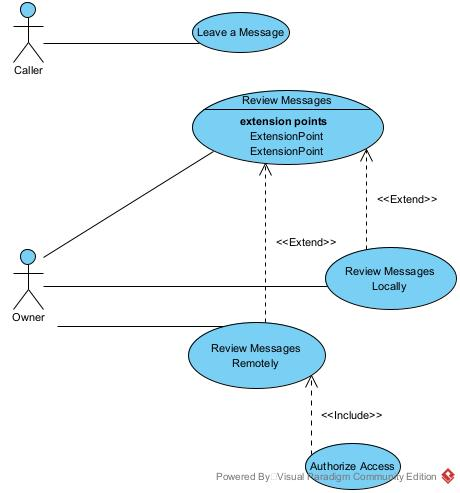 Leave a Message
Caller
Review Messages
extension points
ExtensionPoint
ExtensionPoint
<<Extend>>
<<Extend>>
Review Messages
Locally
Owner
Review Messages
Remotely
<<Include>>
Authorize Access
Powered By Visual Paradigm Community Edition